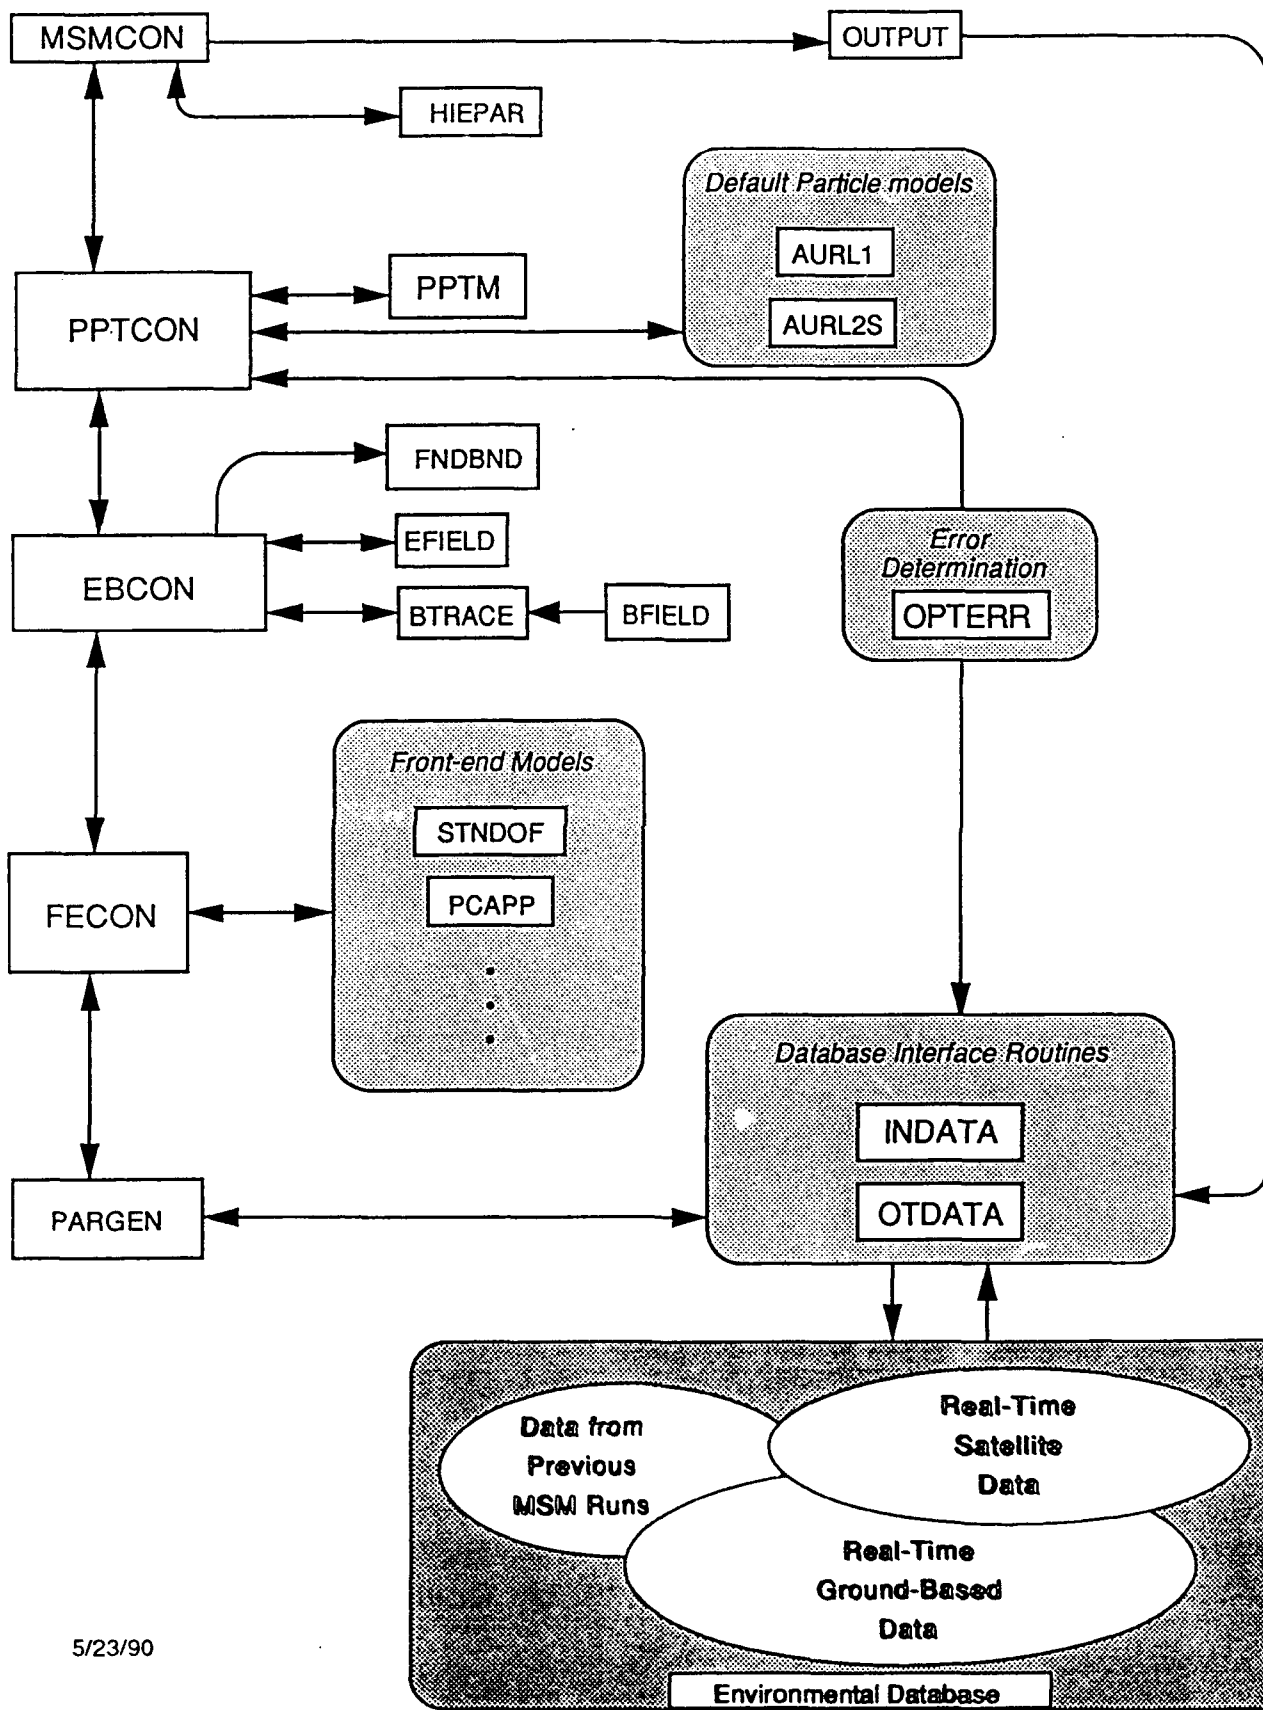 MSMCON
OUTPUT
HIEPAR
Default Particle models
AURL1
AURL2S
PPTM
PPTCON
FNDBND
EFIELD
EBCON
BTRACE
BFIELD
Error
Determination
OPTERR
Front-end Models
STNDOF
PCAPP
FECON
Database Interface Routines
INDATA
OTDATA
PARGEN
Data from
Previous
MSM Runs
Real-Time
Satellite
Data
Real-Time
Ground-Based
Data
5/23/90
Environmental Database